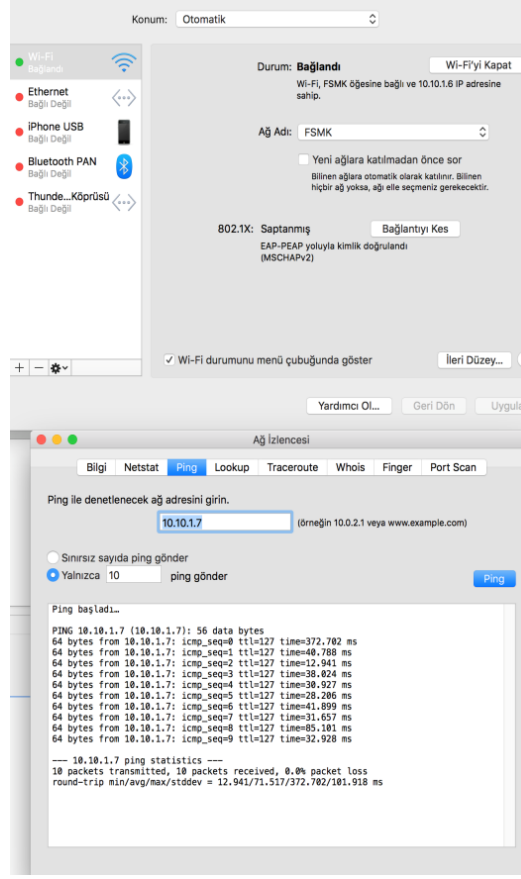 Konum: Otomatik
Wi-Fi
Bağlandı
Ethernet
Bağlı Değil
iPhone USB
Bağlı Değil
Bluetooth PAN
Bağlı Değil
Thunde...Köprüsü
Bağlı Değil
Durum: Bağlandı
Wi-Fi'yi Kapat
Wi-Fi, FSMK öğesine bağlı ve 10.10.1.6 IP adresine
sahip.
Ağ Adı: FSMK
Yeni ağlara katılmadan önce sor
Bilinen ağlara otomatik olarak katılınır. Bilinen
hiçbir ağ yoksa, ağı elle seçmeniz gerekecektir.
802.1X: Saptanmış
Bağlantıyı Kes
EAP-PEAP yoluyla kimlik doğrulandı
(MSCHAPv2)
Wi-Fi durumunu menü çubuğunda göster
İleri Düzey...
Yardımcı Ol...
Geri Dön
Uygula
Ağ İzlencesi
Bilgi Netstat Ping Lookup Traceroute Whois Finger Port Scan
Ping ile denetlenecek ağ adresini girin.
10.10.1.7 (örneğin 10.0.2.1 veya www.example.com)
Sınırsız sayıda ping gönder
Yalnızca 10 ping gönder
Ping
Ping başladı…
PING 10.10.1.7 (10.10.1.7): 56 data bytes
64 bytes from 10.10.1.7: icmp_seq=0 ttl=127 time=372.702 ms
64 bytes from 10.10.1.7: icmp_seq=1 ttl=127 time=40.788 ms
64 bytes from 10.10.1.7: icmp_seq=2 ttl=127 time=12.941 ms
64 bytes from 10.10.1.7: icmp_seq=3 ttl=127 time=38.024 ms
64 bytes from 10.10.1.7: icmp_seq=4 ttl=127 time=30.927 ms
64 bytes from 10.10.1.7: icmp_seq=5 ttl=127 time=28.206 ms
64 bytes from 10.10.1.7: icmp_seq=6 ttl=127 time=41.899 ms
64 bytes from 10.10.1.7: icmp_seq=7 ttl=127 time=31.657 ms
64 bytes from 10.10.1.7: icmp_seq=8 ttl=127 time=85.101 ms
64 bytes from 10.10.1.7: icmp_seq=9 ttl=127 time=32.928 ms
--- 10.10.1.7 ping statistics ---
10 packets transmitted, 10 packets received, 0.0% packet loss
round-trip min/avg/max/stddev = 12.941/71.517/372.702/101.918 ms